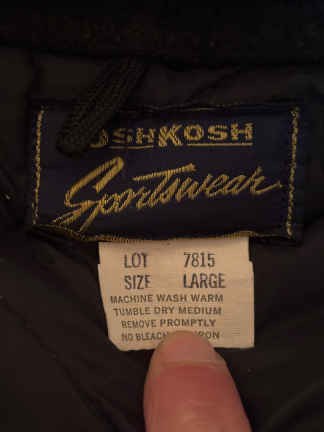 OSHKOSH
Sportswear
LOT 7815
SIZE LARGE
MACHINE WASH WARM
TUMBLE DRY MEDIUM
REMOVE PROMPTLY
NO BLEACH IRON